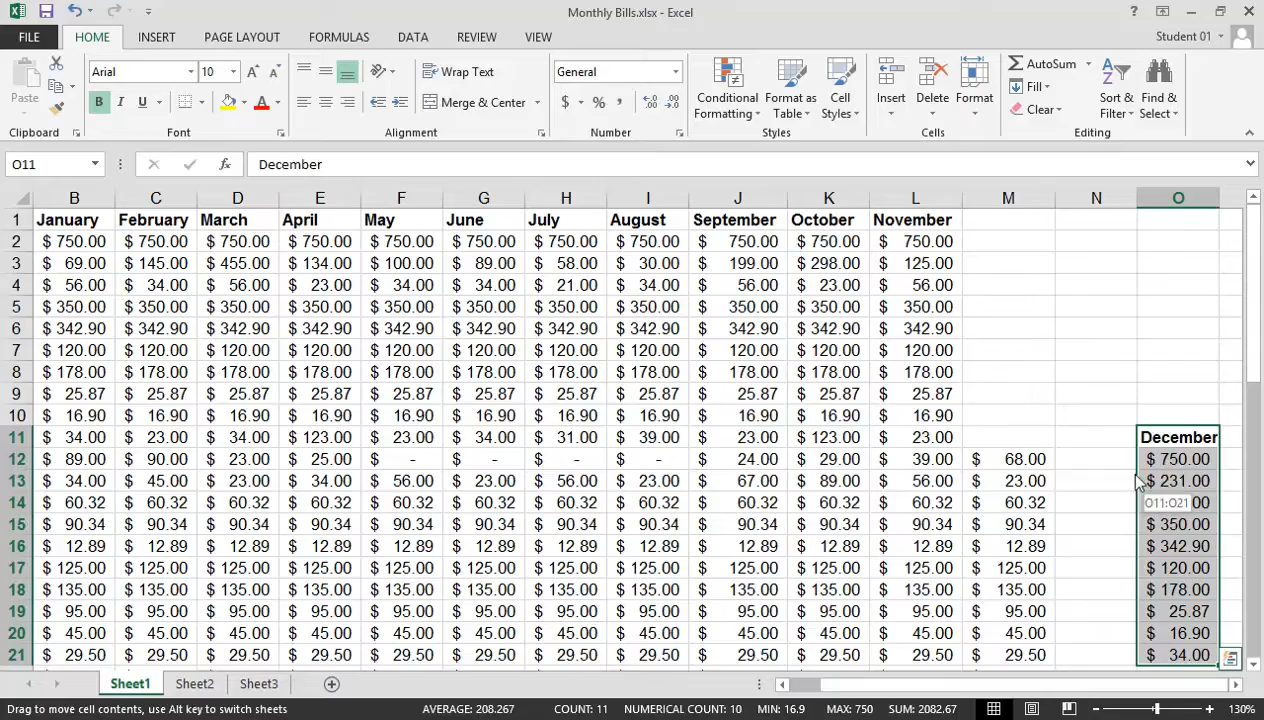 Monthly Bills.xlsx - Excel
FILE HOME INSERT PAGE LAYOUT FORMULAS DATA REVIEW VIEW Student 01
Paste Arial 10 Wrap Text General AutoSum
B I U Merge & Center $ % , Conditional Formatting Format as Table Cell Styles Insert Delete Format Fill Clear Sort & Filter Find & Select
Clipboard Font Alignment Number Styles Cells Editing
O11 fx December
B C D E F G H I J K L M N O
1 January February March April May June July August September October November
2 $ 750.00 $ 750.00 $ 750.00 $ 750.00 $ 750.00 $ 750.00 $ 750.00 $ 750.00 $ 750.00 $ 750.00 $ 750.00
3 $ 69.00 $ 145.00 $ 455.00 $ 134.00 $ 100.00 $ 89.00 $ 58.00 $ 30.00 $ 199.00 $ 298.00 $ 125.00
4 $ 56.00 $ 34.00 $ 56.00 $ 23.00 $ 34.00 $ 34.00 $ 21.00 $ 34.00 $ 56.00 $ 23.00 $ 56.00
5 $ 350.00 $ 350.00 $ 350.00 $ 350.00 $ 350.00 $ 350.00 $ 350.00 $ 350.00 $ 350.00 $ 350.00 $ 350.00
6 $ 342.90 $ 342.90 $ 342.90 $ 342.90 $ 342.90 $ 342.90 $ 342.90 $ 342.90 $ 342.90 $ 342.90 $ 342.90
7 $ 120.00 $ 120.00 $ 120.00 $ 120.00 $ 120.00 $ 120.00 $ 120.00 $ 120.00 $ 120.00 $ 120.00 $ 120.00
8 $ 178.00 $ 178.00 $ 178.00 $ 178.00 $ 178.00 $ 178.00 $ 178.00 $ 178.00 $ 178.00 $ 178.00 $ 178.00
9 $ 25.87 $ 25.87 $ 25.87 $ 25.87 $ 25.87 $ 25.87 $ 25.87 $ 25.87 $ 25.87 $ 25.87 $ 25.87
10 $ 16.90 $ 16.90 $ 16.90 $ 16.90 $ 16.90 $ 16.90 $ 16.90 $ 16.90 $ 16.90 $ 16.90 $ 16.90
11 $ 34.00 $ 23.00 $ 34.00 $ 123.00 $ 23.00 $ 34.00 $ 31.00 $ 39.00 $ 23.00 $ 123.00 $ 23.00 December
12 $ 89.00 $ 90.00 $ 23.00 $ 25.00 $ - $ - $ - $ - $ 24.00 $ 29.00 $ 39.00 $ 68.00 $ 750.00
13 $ 34.00 $ 45.00 $ 23.00 $ 34.00 $ 56.00 $ 23.00 $ 56.00 $ 23.00 $ 67.00 $ 89.00 $ 56.00 $ 23.00 $ 231.00
14 $ 60.32 $ 60.32 $ 60.32 $ 60.32 $ 60.32 $ 60.32 $ 60.32 $ 60.32 $ 60.32 $ 60.32 $ 60.32 $ 60.32 O11:O21 00
15 $ 90.34 $ 90.34 $ 90.34 $ 90.34 $ 90.34 $ 90.34 $ 90.34 $ 90.34 $ 90.34 $ 90.34 $ 90.34 $ 90.34 $ 350.00
16 $ 12.89 $ 12.89 $ 12.89 $ 12.89 $ 12.89 $ 12.89 $ 12.89 $ 12.89 $ 12.89 $ 12.89 $ 12.89 $ 12.89 $ 342.90
17 $ 125.00 $ 125.00 $ 125.00 $ 125.00 $ 125.00 $ 125.00 $ 125.00 $ 125.00 $ 125.00 $ 125.00 $ 125.00 $ 125.00 $ 120.00
18 $ 135.00 $ 135.00 $ 135.00 $ 135.00 $ 135.00 $ 135.00 $ 135.00 $ 135.00 $ 135.00 $ 135.00 $ 135.00 $ 135.00 $ 178.00
19 $ 95.00 $ 95.00 $ 95.00 $ 95.00 $ 95.00 $ 95.00 $ 95.00 $ 95.00 $ 95.00 $ 95.00 $ 95.00 $ 95.00 $ 25.87
20 $ 45.00 $ 45.00 $ 45.00 $ 45.00 $ 45.00 $ 45.00 $ 45.00 $ 45.00 $ 45.00 $ 45.00 $ 45.00 $ 45.00 $ 16.90
21 $ 29.50 $ 29.50 $ 29.50 $ 29.50 $ 29.50 $ 29.50 $ 29.50 $ 29.50 $ 29.50 $ 29.50 $ 29.50 $ 29.50 $ 34.00
Sheet1 Sheet2 Sheet3
Drag to move cell contents, use Alt key to switch sheets AVERAGE: 208.267 COUNT: 11 NUMERICAL COUNT: 10 MIN: 16.9 MAX: 750 SUM: 2082.67 130%